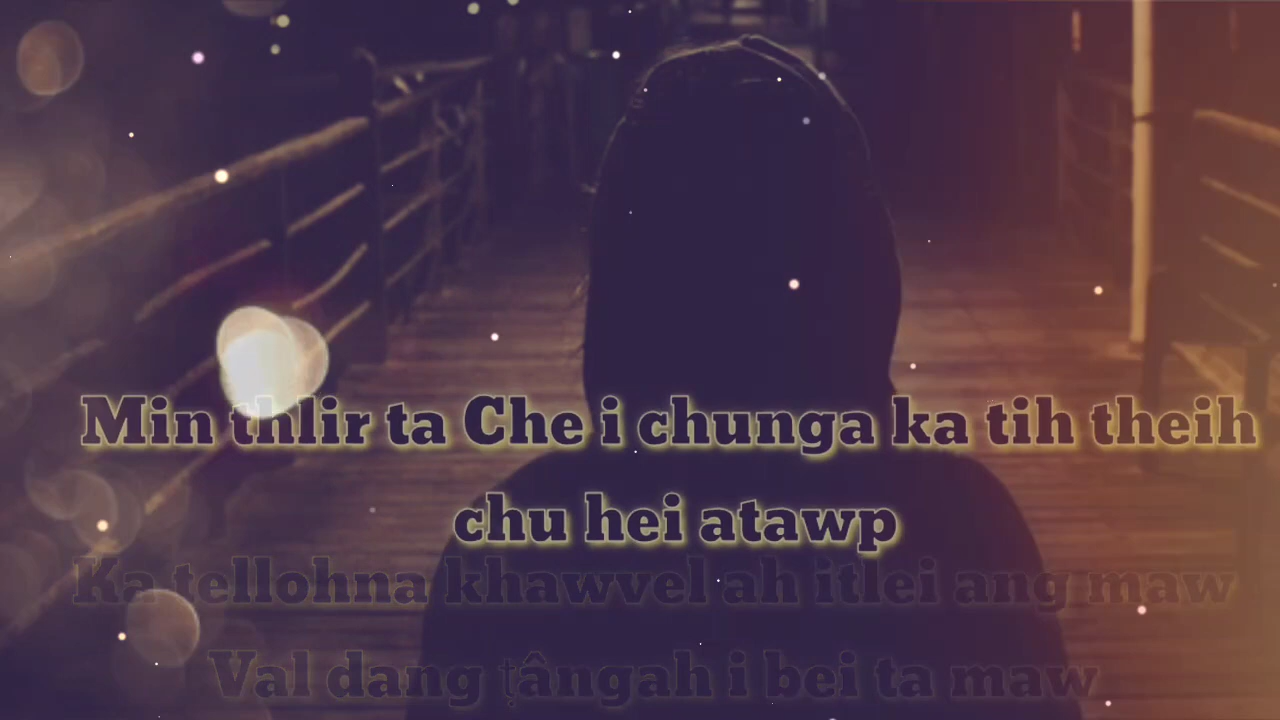 Min thlir ta Che i chunga ka tih theih
chu hei atawp
Ka tellohna khawvel ah itlei ang maw
Val dang ṭângah i bei ta maw